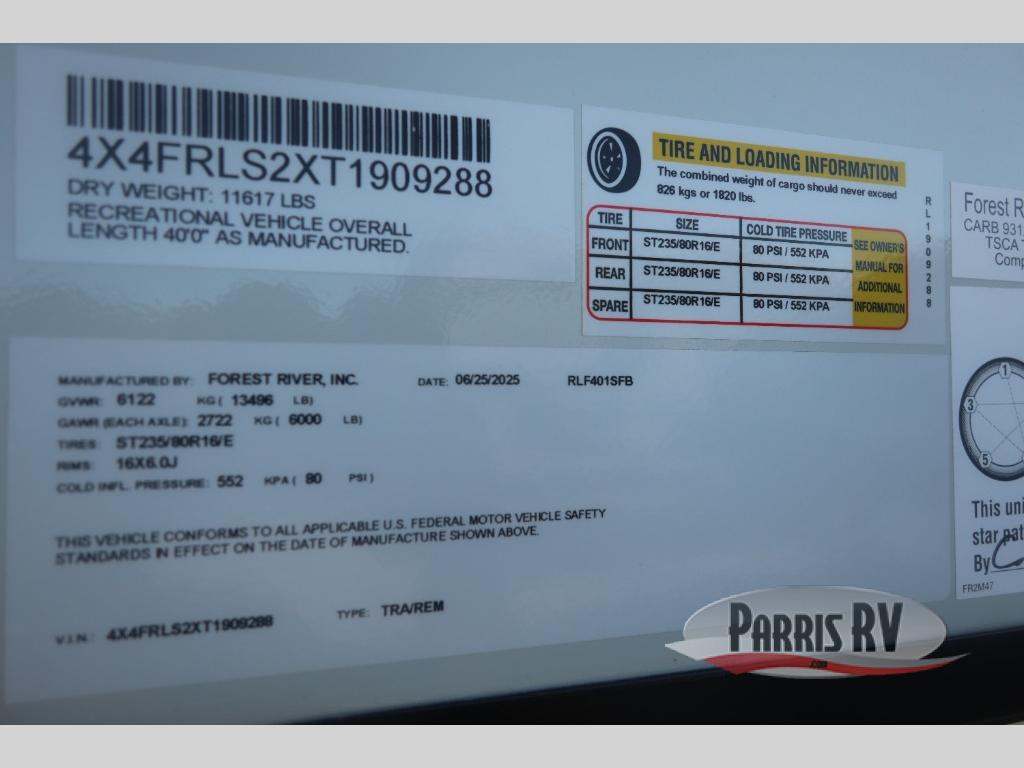 4X4FRLS2XT1909288
DRY WEIGHT: 11617 LBS
RECREATIONAL VEHICLE OVERALL
LENGTH 40'0" AS MANUFACTURED.
TIRE AND LOADING INFORMATION
The combined weight of cargo should never exceed
826 kgs or 1820 lbs.
TIRE SIZE COLD TIRE PRESSURE
FRONT ST235/80R16/E 80 PSI / 552 KPA
REAR ST235/80R16/E 80 PSI / 552 KPA
SPARE ST235/80R16/E 80 PSI / 552 KPA
SEE OWNER'S
MANUAL FOR
ADDITIONAL
INFORMATION
RL1909288
Forest R
CARB 931
TSCA
Comp
MANUFACTURED BY: FOREST RIVER, INC. DATE: 06/25/2025 RLF401SFB
GVWR: 6122 KG ( 13496 LB)
GAWR (EACH AXLE): 2722 KG ( 6000 LB)
TIRES: ST235/80R16/E
RIMS: 16X6.0J
COLD INFL. PRESSURE: 552 KPA ( 80 PSI )
THIS VEHICLE CONFORMS TO ALL APPLICABLE U.S. FEDERAL MOTOR VEHICLE SAFETY
STANDARDS IN EFFECT ON THE DATE OF MANUFACTURE SHOWN ABOVE.
V.I.N.: 4X4FRLS2XT1909288 TYPE: TRA/REM
1
3
5
This uni
star pat
By
FR2M47
PARRIS RV
.com